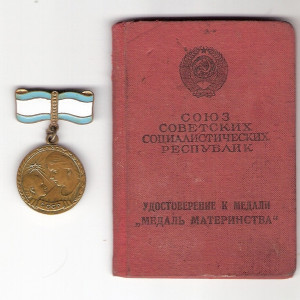 СОЮЗ
СОВЕТСКИХ
СОЦИАЛИСТИЧЕСКИХ
РЕСПУБЛИК
УДОСТОВЕРЕНИЕ К МЕДАЛИ
„МЕДАЛЬ МАТЕРИНСТВА"